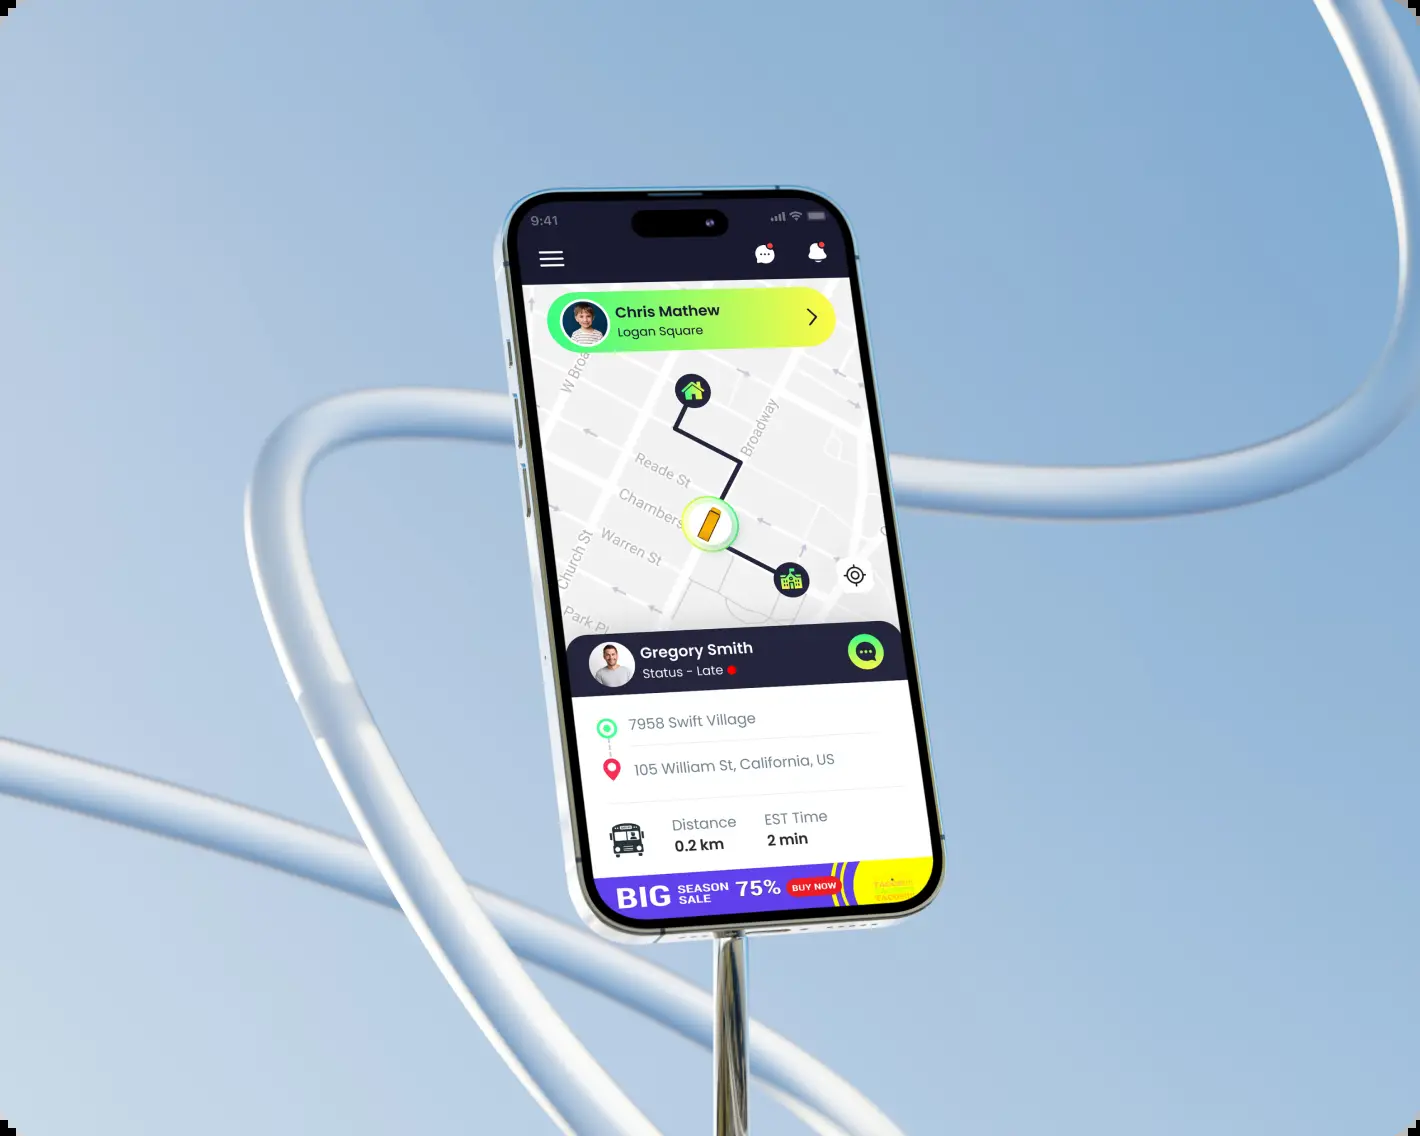 9:41
Chris Mathew
Logan Square
W Broa
Broadway
Reade St
Chambers
Warren St
Church St
Park Pl
Gregory Smith
Status - Late
7958 Swift Village
105 William St, California, US
Distance
EST Time
0.2 km
2 min
BIG SEASON SALE 75% BUY NOW